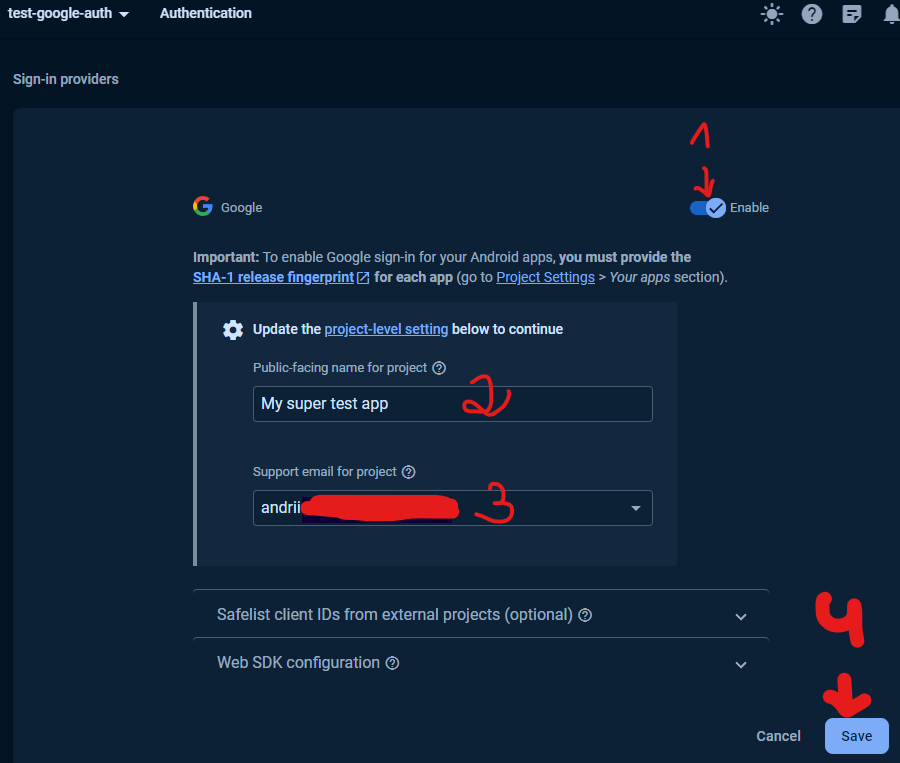 test-google-auth Authentication
Sign-in providers
1
Google Enable
Important: To enable Google sign-in for your Android apps, you must provide the
SHA-1 release fingerprint for each app (go to Project Settings > Your apps section).
Update the project-level setting below to continue
Public-facing name for project
My super test app 2
Support email for project
andrii 3
Safelist client IDs from external projects (optional)
4
Web SDK configuration
Cancel Save